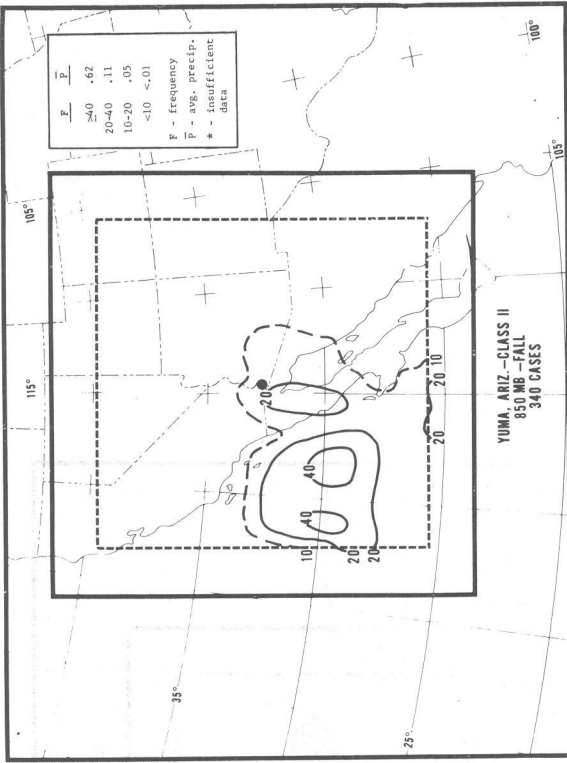 F P̅
≥40 .62
20-40 .11
10-20 .05
<10 <.01
F - frequency
P̅ - avg. precip.
* - insufficient
data
115°
105°
100°
105°
35°
25°
20
40
40
10
20
20
20
20 10
YUMA, ARIZ.–CLASS II
850 MB –FALL
340 CASES